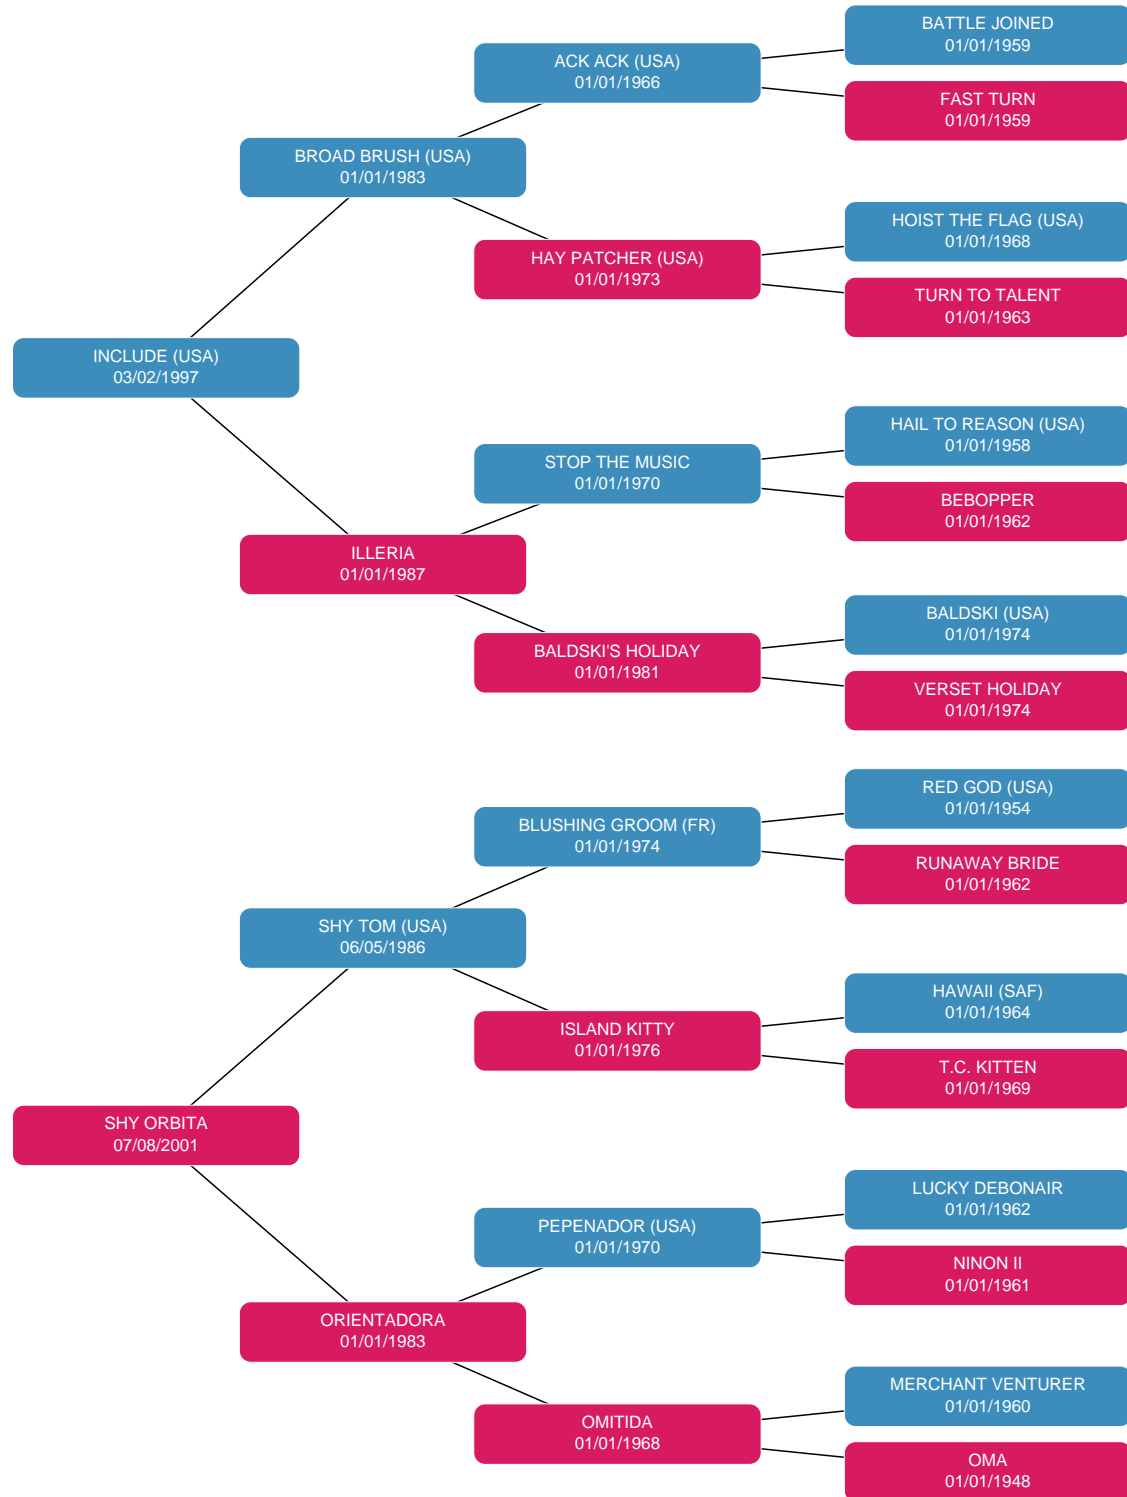 BATTLE JOINED
01/01/1959
ACK ACK (USA)
01/01/1966
FAST TURN
01/01/1959
BROAD BRUSH (USA)
01/01/1983
HOIST THE FLAG (USA)
01/01/1968
HAY PATCHER (USA)
01/01/1973
TURN TO TALENT
01/01/1963
INCLUDE (USA)
03/02/1997
HAIL TO REASON (USA)
01/01/1958
STOP THE MUSIC
01/01/1970
BEBOPPER
01/01/1962
ILLERIA
01/01/1987
BALDSKI (USA)
01/01/1974
BALDSKI'S HOLIDAY
01/01/1981
VERSET HOLIDAY
01/01/1974
RED GOD (USA)
01/01/1954
BLUSHING GROOM (FR)
01/01/1974
RUNAWAY BRIDE
01/01/1962
SHY TOM (USA)
06/05/1986
HAWAII (SAF)
01/01/1964
ISLAND KITTY
01/01/1976
T.C. KITTEN
01/01/1969
SHY ORBITA
07/08/2001
LUCKY DEBONAIR
01/01/1962
PEPENADOR (USA)
01/01/1970
NINON II
01/01/1961
ORIENTADORA
01/01/1983
MERCHANT VENTURER
01/01/1960
OMITIDA
01/01/1968
OMA
01/01/1948